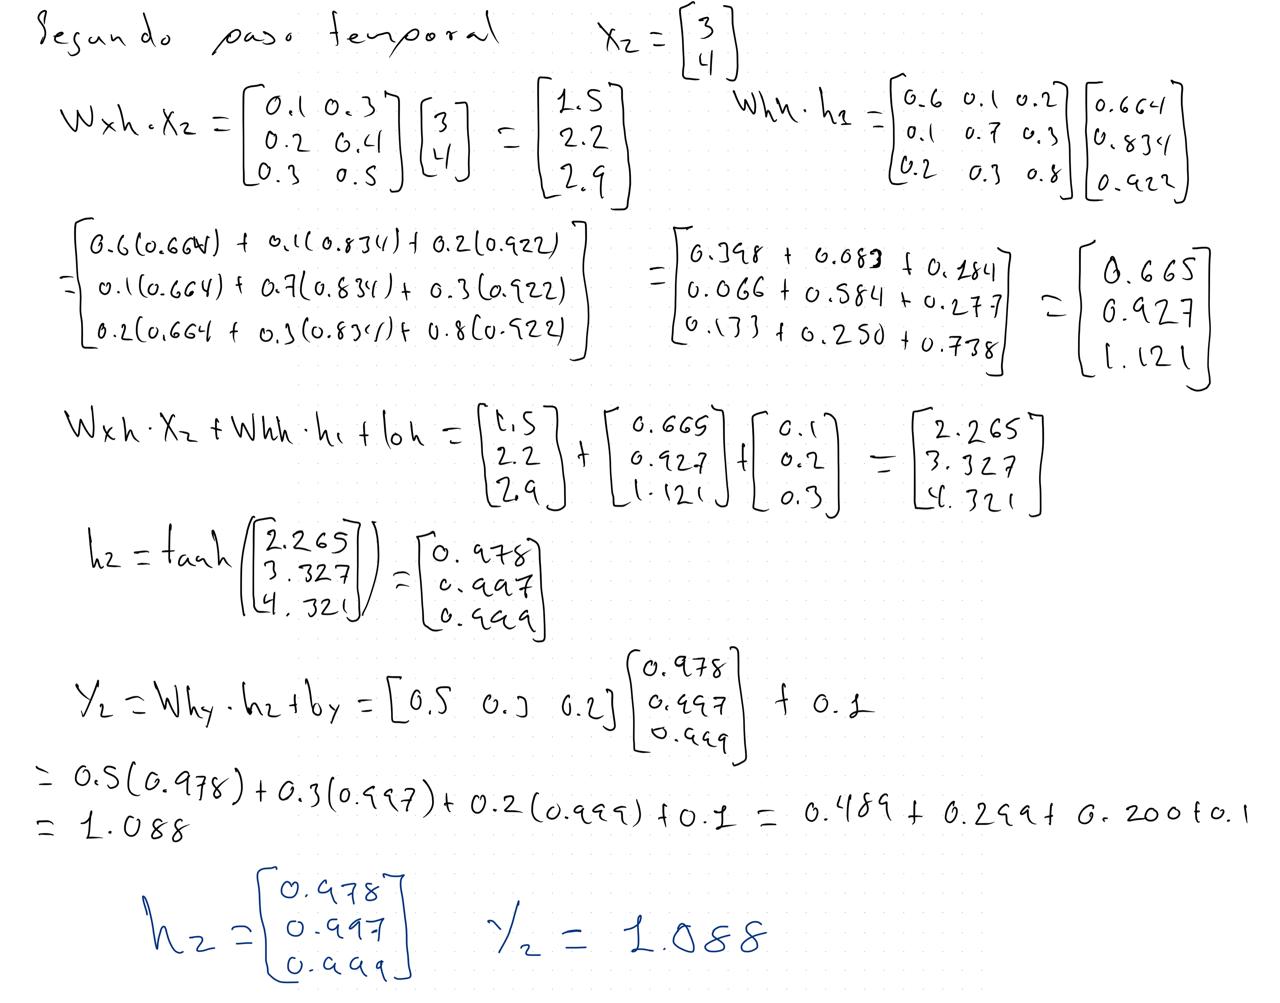 Segundo paso temporal x2 = [3; 4]
Wxh·x2 = [0.1 0.3; 0.2 0.4; 0.3 0.5] [3; 4] = [1.5; 2.2; 2.9] Whh·h1 = [0.6 0.1 0.2; 0.1 0.7 0.3; 0.2 0.3 0.8] [0.664; 0.834; 0.922]
= [0.6(0.664) + 0.1(0.834) + 0.2(0.922); 0.1(0.664) + 0.7(0.834) + 0.3(0.922); 0.2(0.664 + 0.3(0.834) + 0.8(0.922)] = [0.398 + 0.083 + 0.184; 0.066 + 0.584 + 0.277; 0.133 + 0.250 + 0.738] = [0.665; 0.927; 1.121]
Wxh·x2 + Whh·h1 + bh = [1.5; 2.2; 2.9] + [0.665; 0.927; 1.121] + [0.1; 0.2; 0.3] = [2.265; 3.327; 4.321]
h2 = tanh([2.265; 3.327; 4.321]) = [0.978; 0.997; 0.999]
y2 = Why·h2 + by = [0.5 0.3 0.2] [0.978; 0.997; 0.999] + 0.1
= 0.5(0.978) + 0.3(0.997) + 0.2(0.999) + 0.1 = 0.489 + 0.299 + 0.200 + 0.1
= 1.088
h2 = [0.978; 0.997; 0.999] y2 = 1.088